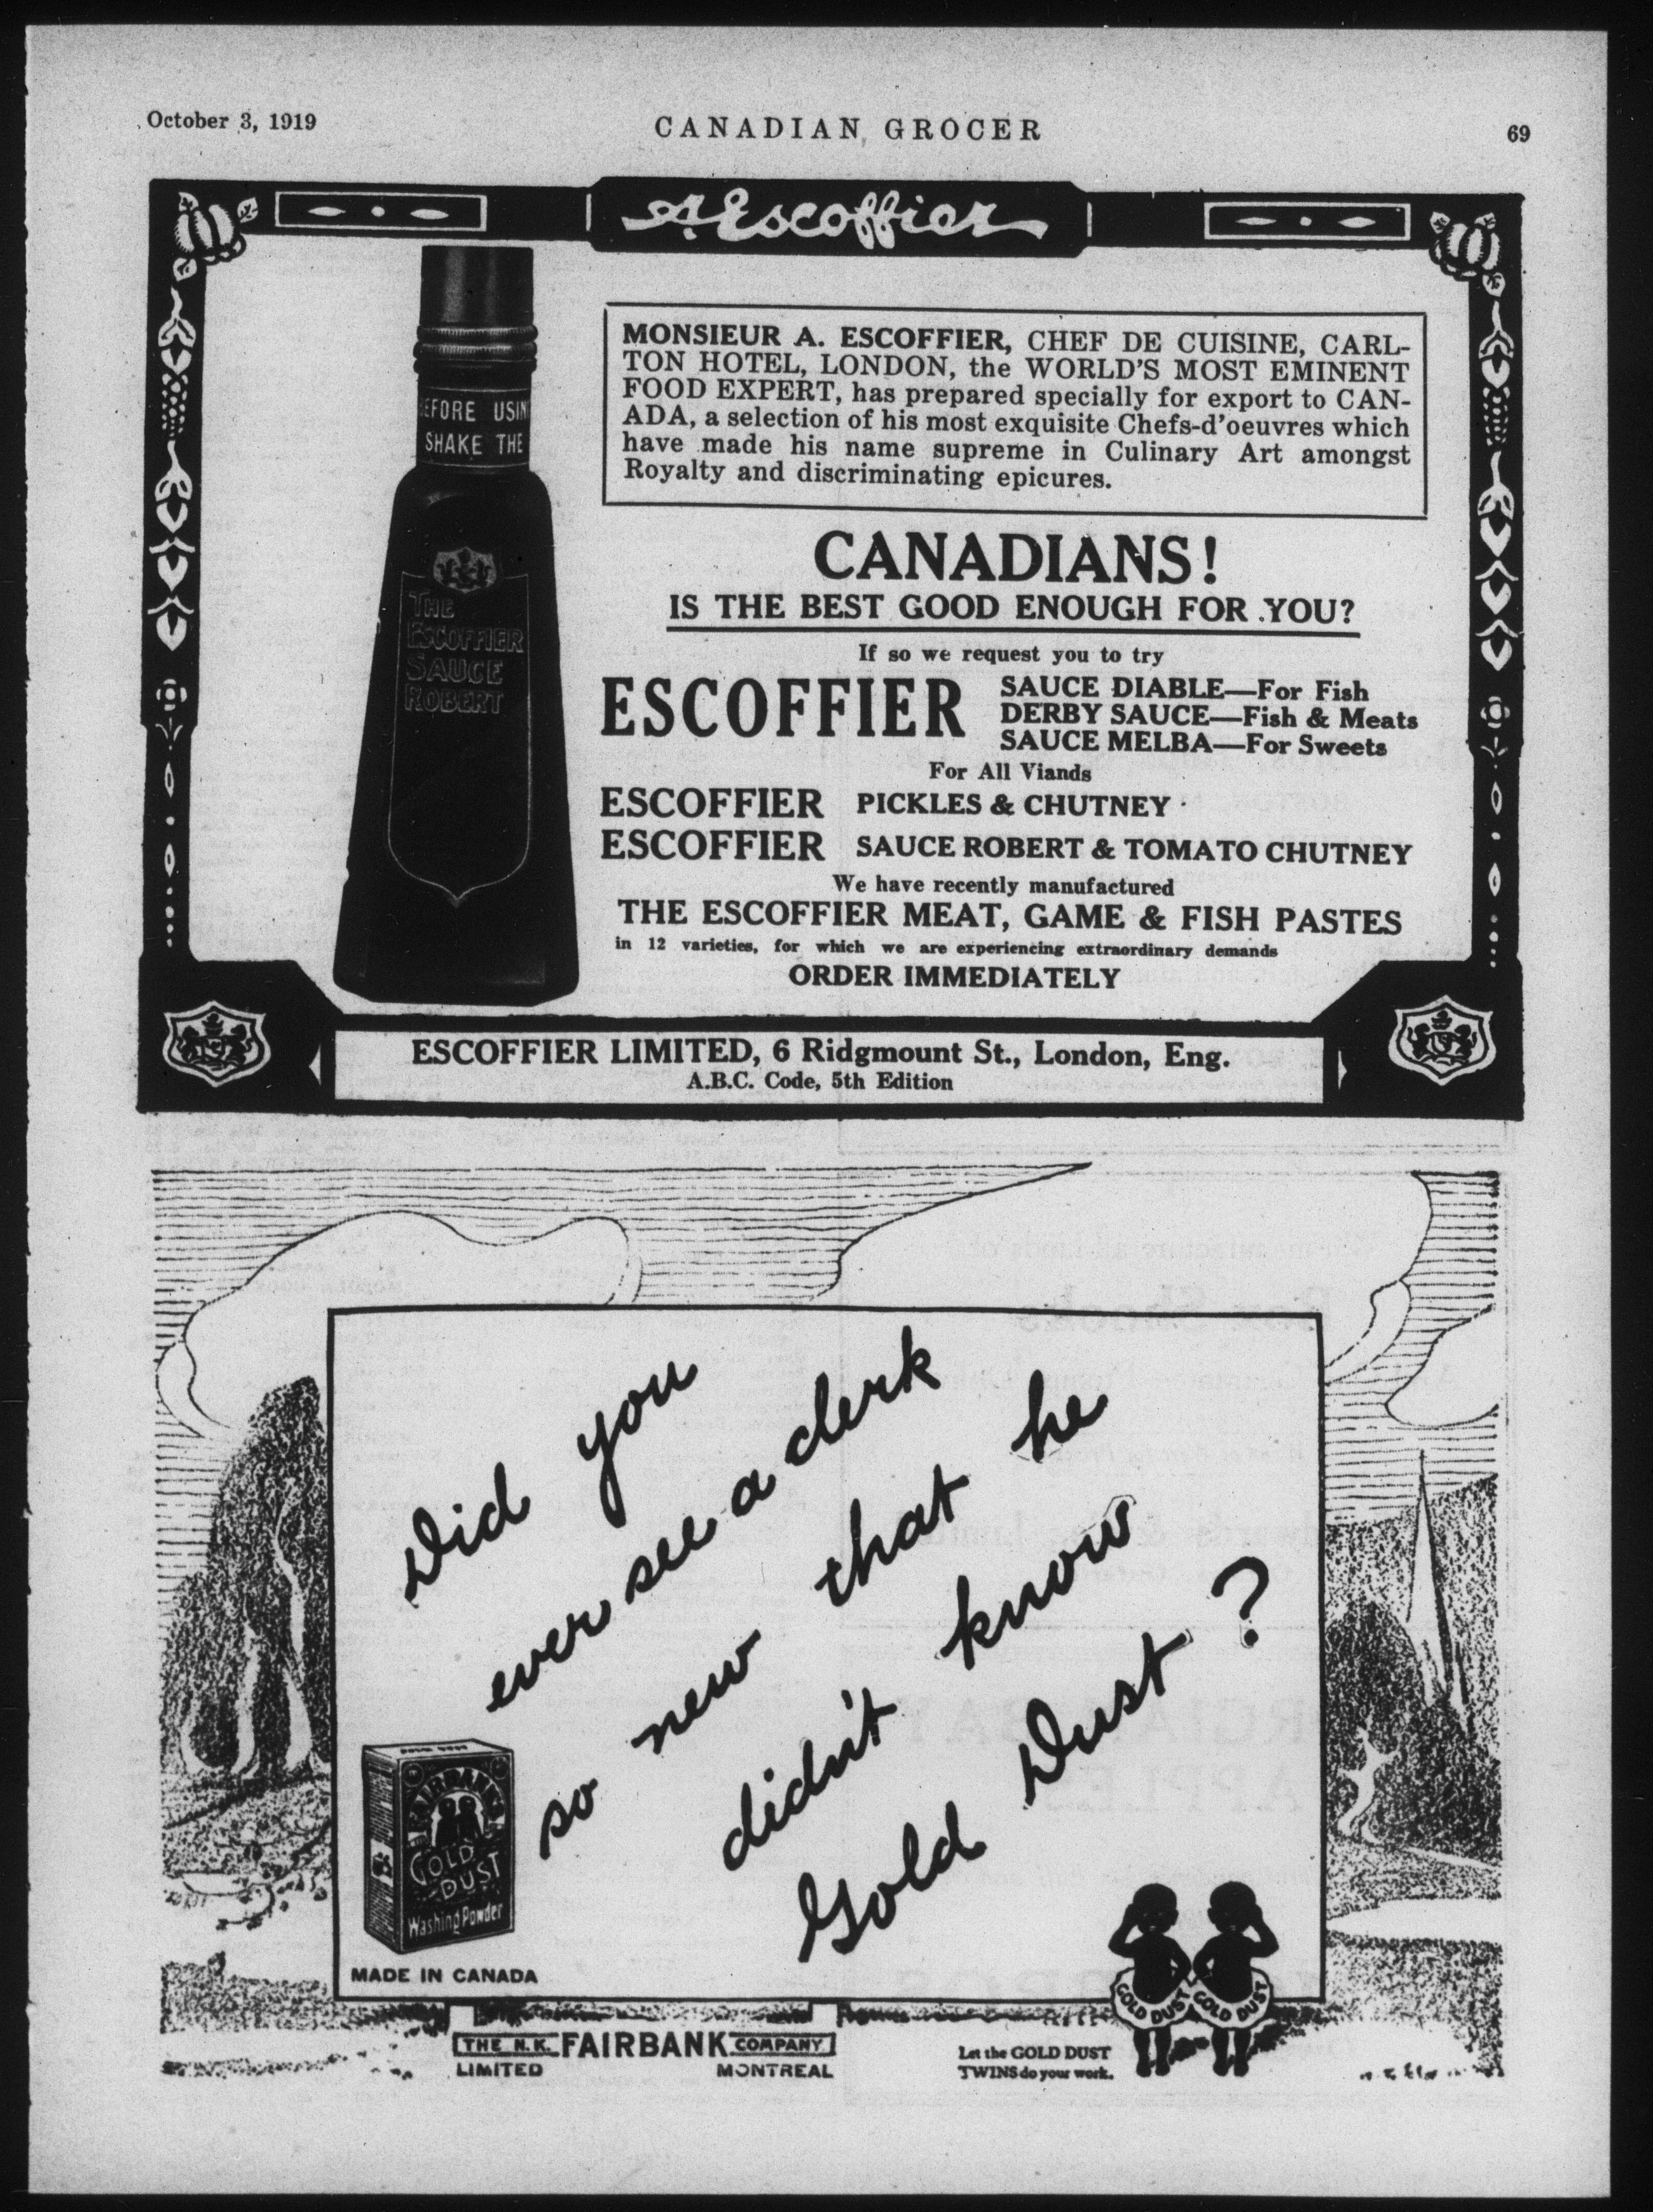 October 3, 1919
CANADIAN GROCER
69
A. Escoffier
BEFORE USIN
SHAKE THE
THE
ESCOFFIER
SAUCE
ROBERT
MONSIEUR A. ESCOFFIER, CHEF DE CUISINE, CARL-
TON HOTEL, LONDON, the WORLD'S MOST EMINENT
FOOD EXPERT, has prepared specially for export to CAN-
ADA, a selection of his most exquisite Chefs-d'oeuvres which
have made his name supreme in Culinary Art amongst
Royalty and discriminating epicures.
CANADIANS!
IS THE BEST GOOD ENOUGH FOR YOU?
If so we request you to try
ESCOFFIER
SAUCE DIABLE—For Fish
DERBY SAUCE—Fish & Meats
SAUCE MELBA—For Sweets
For All Viands
ESCOFFIER PICKLES & CHUTNEY
ESCOFFIER SAUCE ROBERT & TOMATO CHUTNEY
We have recently manufactured
THE ESCOFFIER MEAT, GAME & FISH PASTES
in 12 varieties, for which we are experiencing extraordinary demands
ORDER IMMEDIATELY
ESCOFFIER LIMITED, 6 Ridgmount St., London, Eng.
A.B.C. Code, 5th Edition
Did you
ever see a clerk
so new that he
didn't know
Gold Dust?
FAIRBANK'S
GOLD
DUST
Washing Powder
MADE IN CANADA
GOLD DUST GOLD DUST
THE N.K. FAIRBANK COMPANY
LIMITED MONTREAL
Let the GOLD DUST
TWINS do your work.